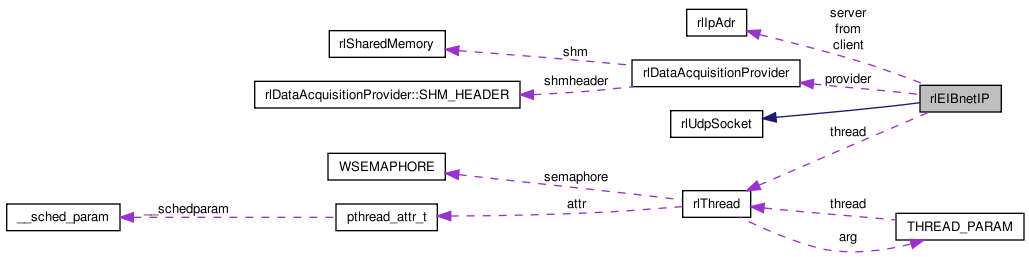 server
from
client
rlIpAdr
rlSharedMemory
shm
rlDataAcquisitionProvider
provider
shmheader
rlDataAcquisitionProvider::SHM_HEADER
rlEIBnetIP
rlUdpSocket
thread
WSEMAPHORE
semaphore
rlThread
thread
attr
__sched_param
__schedparam
pthread_attr_t
THREAD_PARAM
arg